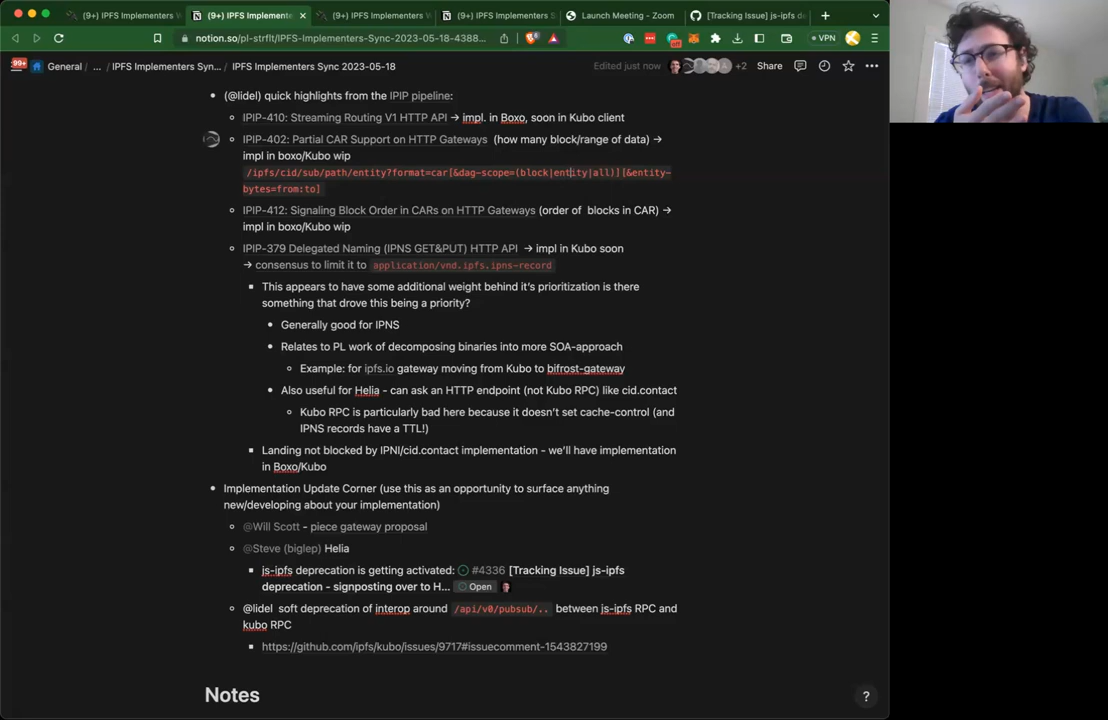 (9+) IPFS Implementers V
(9+) IPFS Implementer
(9+) IPFS Implementers V
(9+) IPFS Implementers S
Launch Meeting - Zoom
[Tracking Issue] js-ipfs d
notion.so/pl-strflt/IPFS-Implementers-Sync-2023-05-18-4388...
off
VPN
99+
General / ... / IPFS Implementers Syn... / IPFS Implementers Sync 2023-05-18
Edited just now
A
+2
Share
(@lidel) quick highlights from the IPIP pipeline:
IPIP-410: Streaming Routing V1 HTTP API → impl. in Boxo, soon in Kubo client
IPIP-402: Partial CAR Support on HTTP Gateways (how many block/range of data) →
impl in boxo/Kubo wip
/ipfs/cid/sub/path/entity?format=car[&dag-scope=(block|entity|all)][&entity-
bytes=from:to]
IPIP-412: Signaling Block Order in CARs on HTTP Gateways (order of blocks in CAR) →
impl in boxo/Kubo wip
IPIP-379 Delegated Naming (IPNS GET&PUT) HTTP API → impl in Kubo soon
→ consensus to limit it to application/vnd.ipfs.ipns-record
This appears to have some additional weight behind it's prioritization is there
something that drove this being a priority?
Generally good for IPNS
Relates to PL work of decomposing binaries into more SOA-approach
Example: for ipfs.io gateway moving from Kubo to bifrost-gateway
Also useful for Helia - can ask an HTTP endpoint (not Kubo RPC) like cid.contact
Kubo RPC is particularly bad here because it doesn't set cache-control (and
IPNS records have a TTL!)
Landing not blocked by IPNI/cid.contact implementation - we'll have implementation
in Boxo/Kubo
Implementation Update Corner (use this as an opportunity to surface anything
new/developing about your implementation)
@Will Scott - piece gateway proposal
@Steve (biglep) Helia
js-ipfs deprecation is getting activated: #4336 [Tracking Issue] js-ipfs
deprecation - signposting over to H... Open
@lidel soft deprecation of interop around /api/v0/pubsub/.. between js-ipfs RPC and
kubo RPC
https://github.com/ipfs/kubo/issues/9717#issuecomment-1543827199
Notes
?